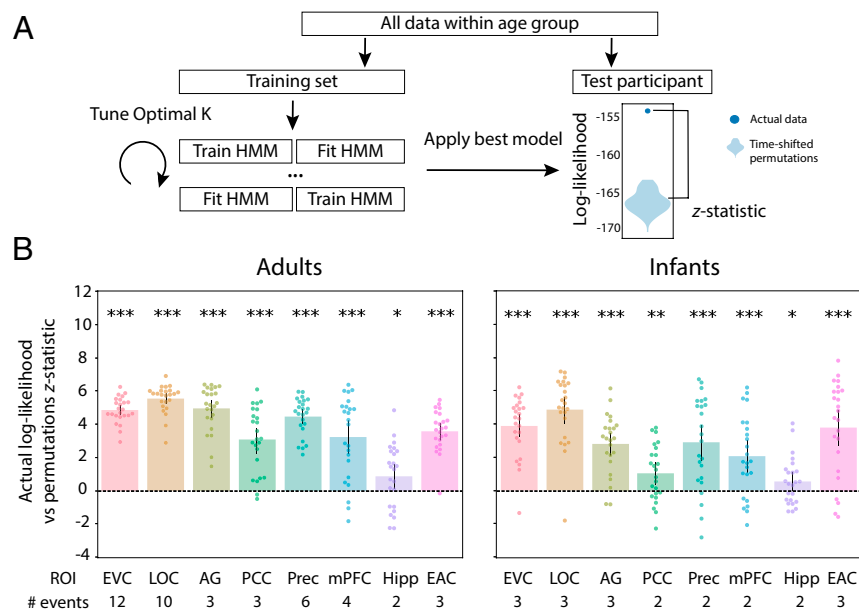 A
All data within age group
Training set
Test participant
Tune Optimal K
Train HMM
Fit HMM
...
Fit HMM
Train HMM
Apply best model
Log-likelihood
-155
-160
-165
-170
Actual data
Time-shifted
permutations
z-statistic
B
Adults
Infants
Actual log-likelihood
vs permutations z-statistic
12
10
8
6
4
2
0
-2
-4
*** *** *** *** *** *** * ***
*** *** *** ** *** *** * ***
ROI EVC LOC AG PCC Prec mPFC Hipp EAC EVC LOC AG PCC Prec mPFC Hipp EAC
# events 12 10 3 3 6 4 2 3 3 3 3 2 2 2 2 3